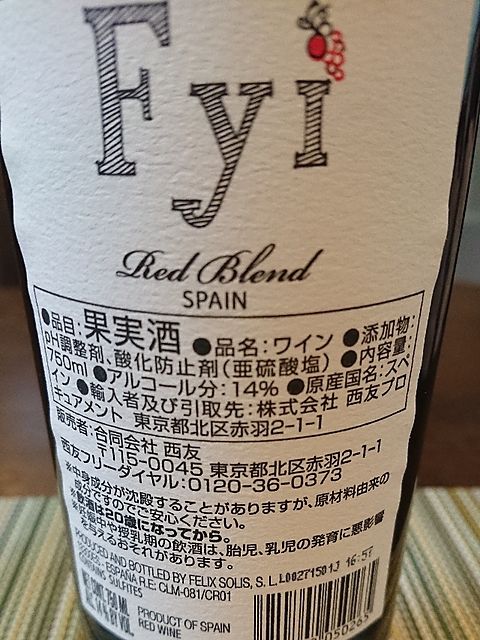 Fyi
Red Blend
SPAIN
●品目:果実酒 ●品名:ワイン ●添加物:
pH調整剤、酸化防止剤(亜硫酸塩) ●内容量:
750ml ●アルコール分:14% ●原産国名:スペ
イン ●輸入者及び引取先:株式会社 西友プロ
キュアメント 東京都北区赤羽2-1-1
販売者:合同会社 西友
〒115-0045 東京都北区赤羽2-1-1
西友フリーダイヤル:0120-36-0373
※中身成分が沈殿することがありますが、原材料由来の
成分ですのでご安心ください。
※飲酒は20歳になってから。
※妊娠中や授乳期の飲酒は、胎児、乳児の発育に悪影響
を与えるおそれがあります。
PRODUCED AND BOTTLED BY FELIX SOLIS, S. L. L00271501J 16:57
ESPAÑA R.E: CLM-081/CR01
CONTAINS SULFITES
NET CONT. 750 ML
ALC. 14% BY VOL.
PRODUCT OF SPAIN
RED WINE